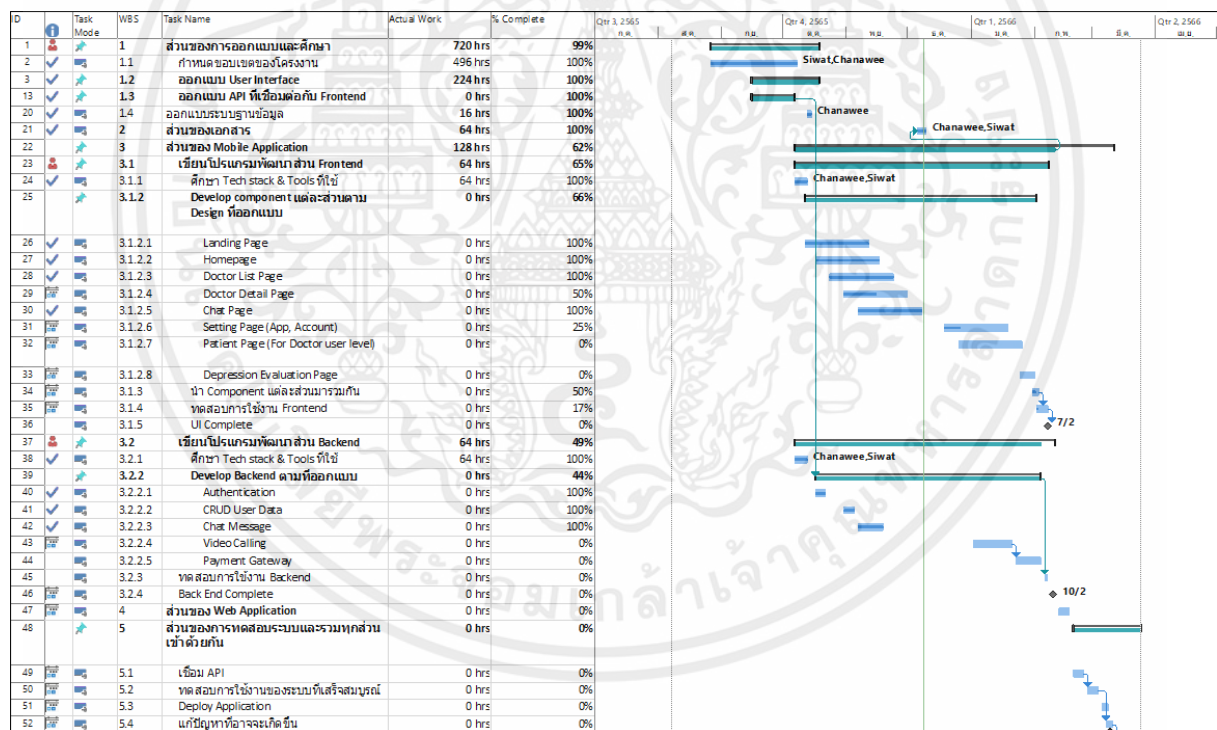 ID Task Mode WBS Task Name Actual Work % Complete Qtr 3, 2565 Qtr 4, 2565 Qtr 1, 2566 Qtr 2, 2566
ก.ค. ส.ค. ก.ย. ต.ค. พ.ย. ธ.ค. ม.ค. ก.พ. มี.ค. เม.ย.
1 1 ส่วนของการออกแบบและศึกษา 720 hrs 99%
2 1.1 กำหนดขอบเขตของโครงงาน 496 hrs 100% Siwat,Chanawee
3 1.2 ออกแบบ User Interface 224 hrs 100%
13 1.3 ออกแบบ API ที่เชื่อมต่อกับ Frontend 0 hrs 100%
20 1.4 ออกแบบระบบฐานข้อมูล 16 hrs 100% Chanawee
21 2 ส่วนของเอกสาร 64 hrs 100% Chanawee,Siwat
22 3 ส่วนของ Mobile Application 128 hrs 62%
23 3.1 เขียนโปรแกรมพัฒนาส่วน Frontend 64 hrs 65%
24 3.1.1 ศึกษา Tech stack & Tools ที่ใช้ 64 hrs 100% Chanawee,Siwat
25 3.1.2 Develop component แต่ละส่วนตาม 0 hrs 66%
Design ที่ออกแบบ
26 3.1.2.1 Landing Page 0 hrs 100%
27 3.1.2.2 Homepage 0 hrs 100%
28 3.1.2.3 Doctor List Page 0 hrs 100%
29 3.1.2.4 Doctor Detail Page 0 hrs 50%
30 3.1.2.5 Chat Page 0 hrs 100%
31 3.1.2.6 Setting Page (App, Account) 0 hrs 25%
32 3.1.2.7 Patient Page (For Doctor user level) 0 hrs 0%
33 3.1.2.8 Depression Evaluation Page 0 hrs 0%
34 3.1.3 นำ Component แต่ละส่วนมารวมกัน 0 hrs 50%
35 3.1.4 ทดสอบการใช้งาน Frontend 0 hrs 17%
36 3.1.5 UI Complete 0 hrs 0% 7/2
37 3.2 เขียนโปรแกรมพัฒนาส่วน Backend 64 hrs 49%
38 3.2.1 ศึกษา Tech stack & Tools ที่ใช้ 64 hrs 100% Chanawee,Siwat
39 3.2.2 Develop Backend ตามที่ออกแบบ 0 hrs 44%
40 3.2.2.1 Authentication 0 hrs 100%
41 3.2.2.2 CRUD User Data 0 hrs 100%
42 3.2.2.3 Chat Message 0 hrs 100%
43 3.2.2.4 Video Calling 0 hrs 0%
44 3.2.2.5 Payment Gateway 0 hrs 0%
45 3.2.3 ทดสอบการใช้งาน Backend 0 hrs 0%
46 3.2.4 Back End Complete 0 hrs 0% 10/2
47 4 ส่วนของ Web Application 0 hrs 0%
48 5 ส่วนของการทดสอบระบบและรวมทุกส่วน 0 hrs 0%
เข้าด้วยกัน
49 5.1 เชื่อม API 0 hrs 0%
50 5.2 ทดสอบการใช้งานของระบบที่เสร็จสมบูรณ์ 0 hrs 0%
51 5.3 Deploy Application 0 hrs 0%
52 5.4 แก้ปัญหาที่อาจจะเกิดขึ้น 0 hrs 0%